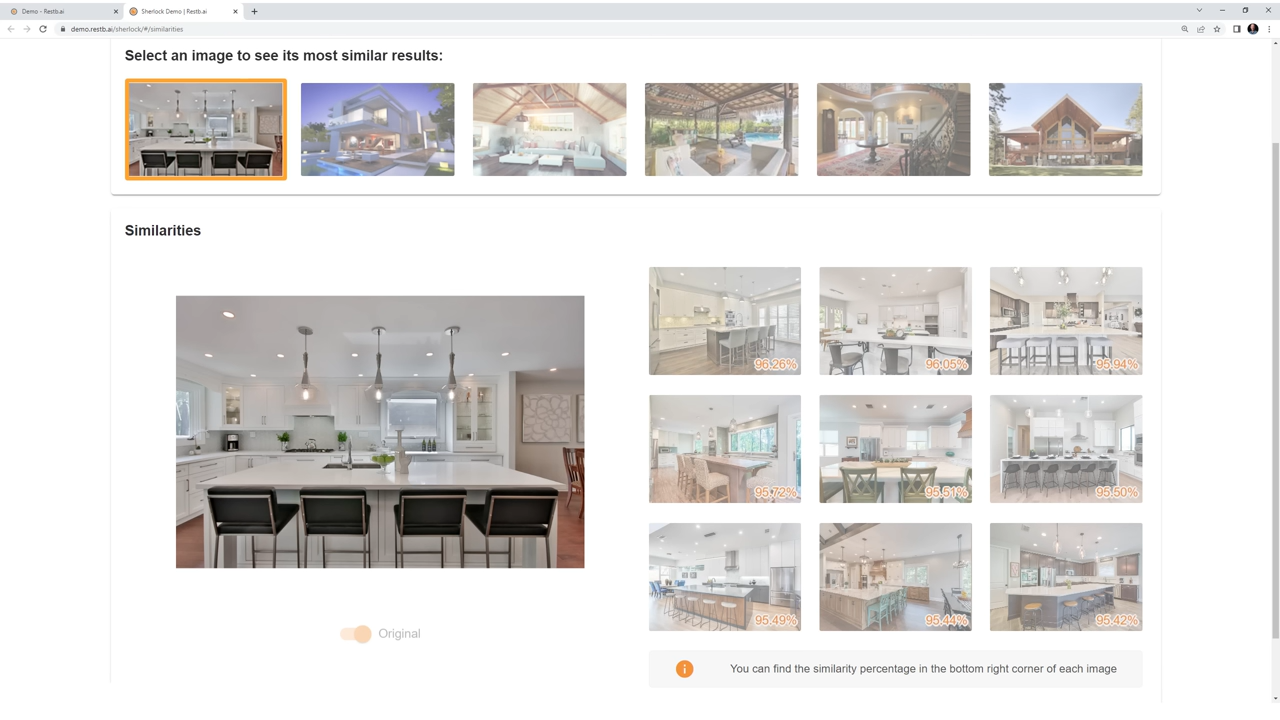 Demo - Restb.ai
Sherlock Demo | Restb.ai
demo.restb.ai/sherlock/#/similarities
Select an image to see its most similar results:
Similarities
96.26%
96.05%
95.94%
95.72%
95.51%
95.50%
95.49%
95.44%
95.42%
Original
You can find the similarity percentage in the bottom right corner of each image